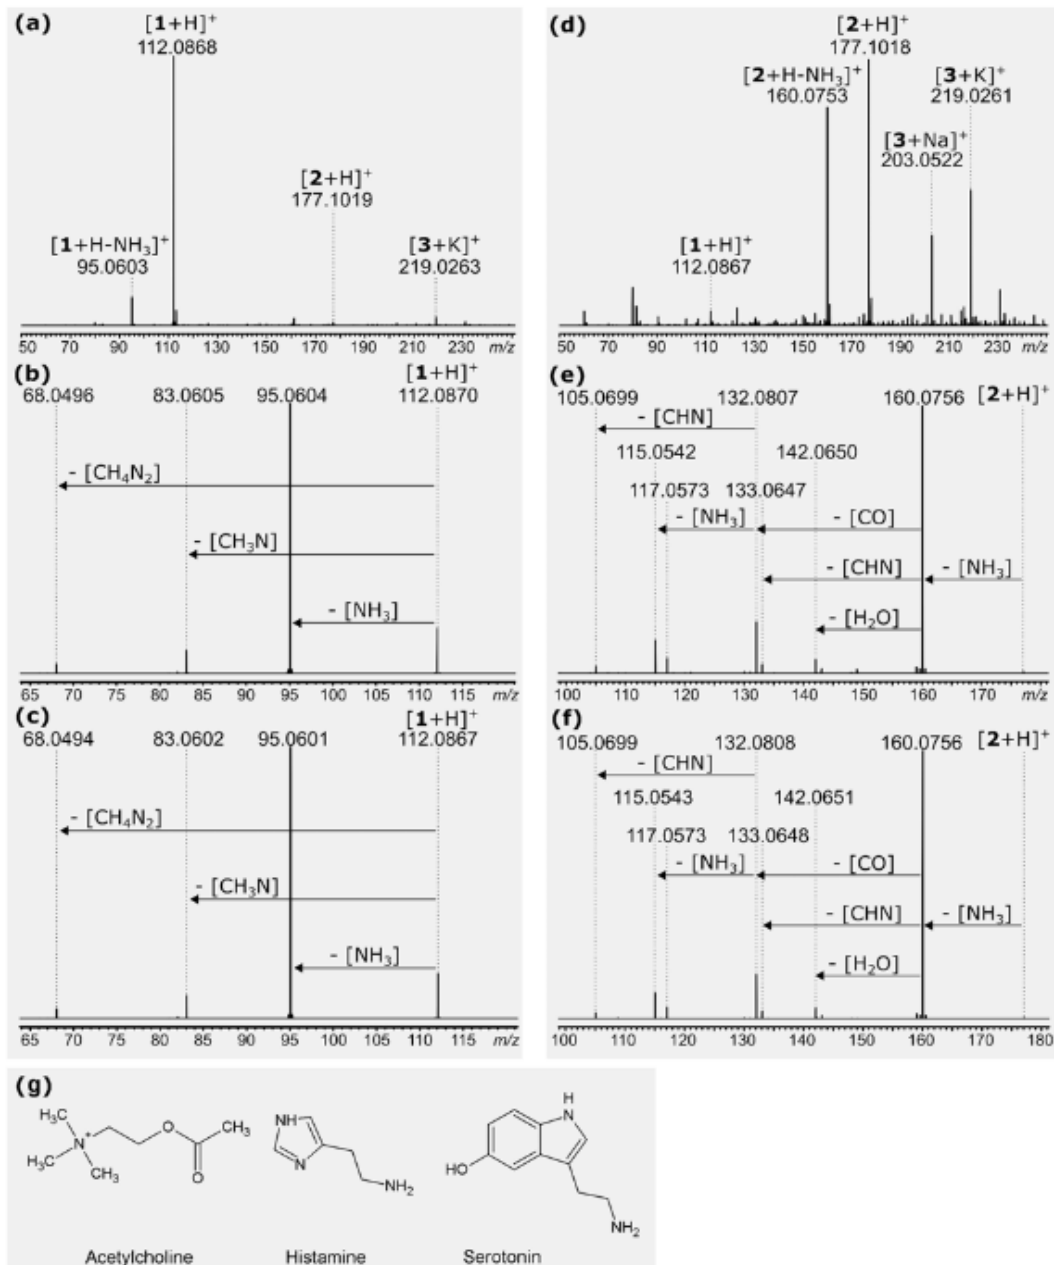 (a)
[1+H]⁺
112.0868
[2+H]⁺
177.1019
[1+H-NH₃]⁺
95.0603
[3+K]⁺
219.0263
50 70 90 110 130 150 170 190 210 230 m/z
(b)
[1+H]⁺
68.0496 83.0605 95.0604 112.0870
- [CH₄N₂]
- [CH₃N]
- [NH₃]
65 70 75 80 85 90 95 100 105 110 115 m/z
(c)
[1+H]⁺
68.0494 83.0602 95.0601 112.0867
- [CH₄N₂]
- [CH₃N]
- [NH₃]
65 70 75 80 85 90 95 100 105 110 115 m/z
(d)
[2+H]⁺
177.1018
[2+H-NH₃]⁺
160.0753
[3+K]⁺
219.0261
[3+Na]⁺
203.0522
[1+H]⁺
112.0867
50 70 90 110 130 150 170 190 210 230 m/z
(e)
105.0699 132.0807 160.0756 [2+H]⁺
- [CHN]
115.0542 142.0650
117.0573 133.0647
- [NH₃] - [CO]
- [CHN] - [NH₃]
- [H₂O]
100 110 120 130 140 150 160 170 m/z
(f)
105.0699 132.0808 160.0756 [2+H]⁺
- [CHN]
115.0543 142.0651
117.0573 133.0648
- [NH₃] - [CO]
- [CHN] - [NH₃]
- [H₂O]
100 110 120 130 140 150 160 170 180 m/z
(g)
H₃C
H₃C
N⁺
H₃C
CH₃
O
CH₃
O
Acetylcholine
NH
N
NH₂
Histamine
H
N
HO
NH₂
Serotonin